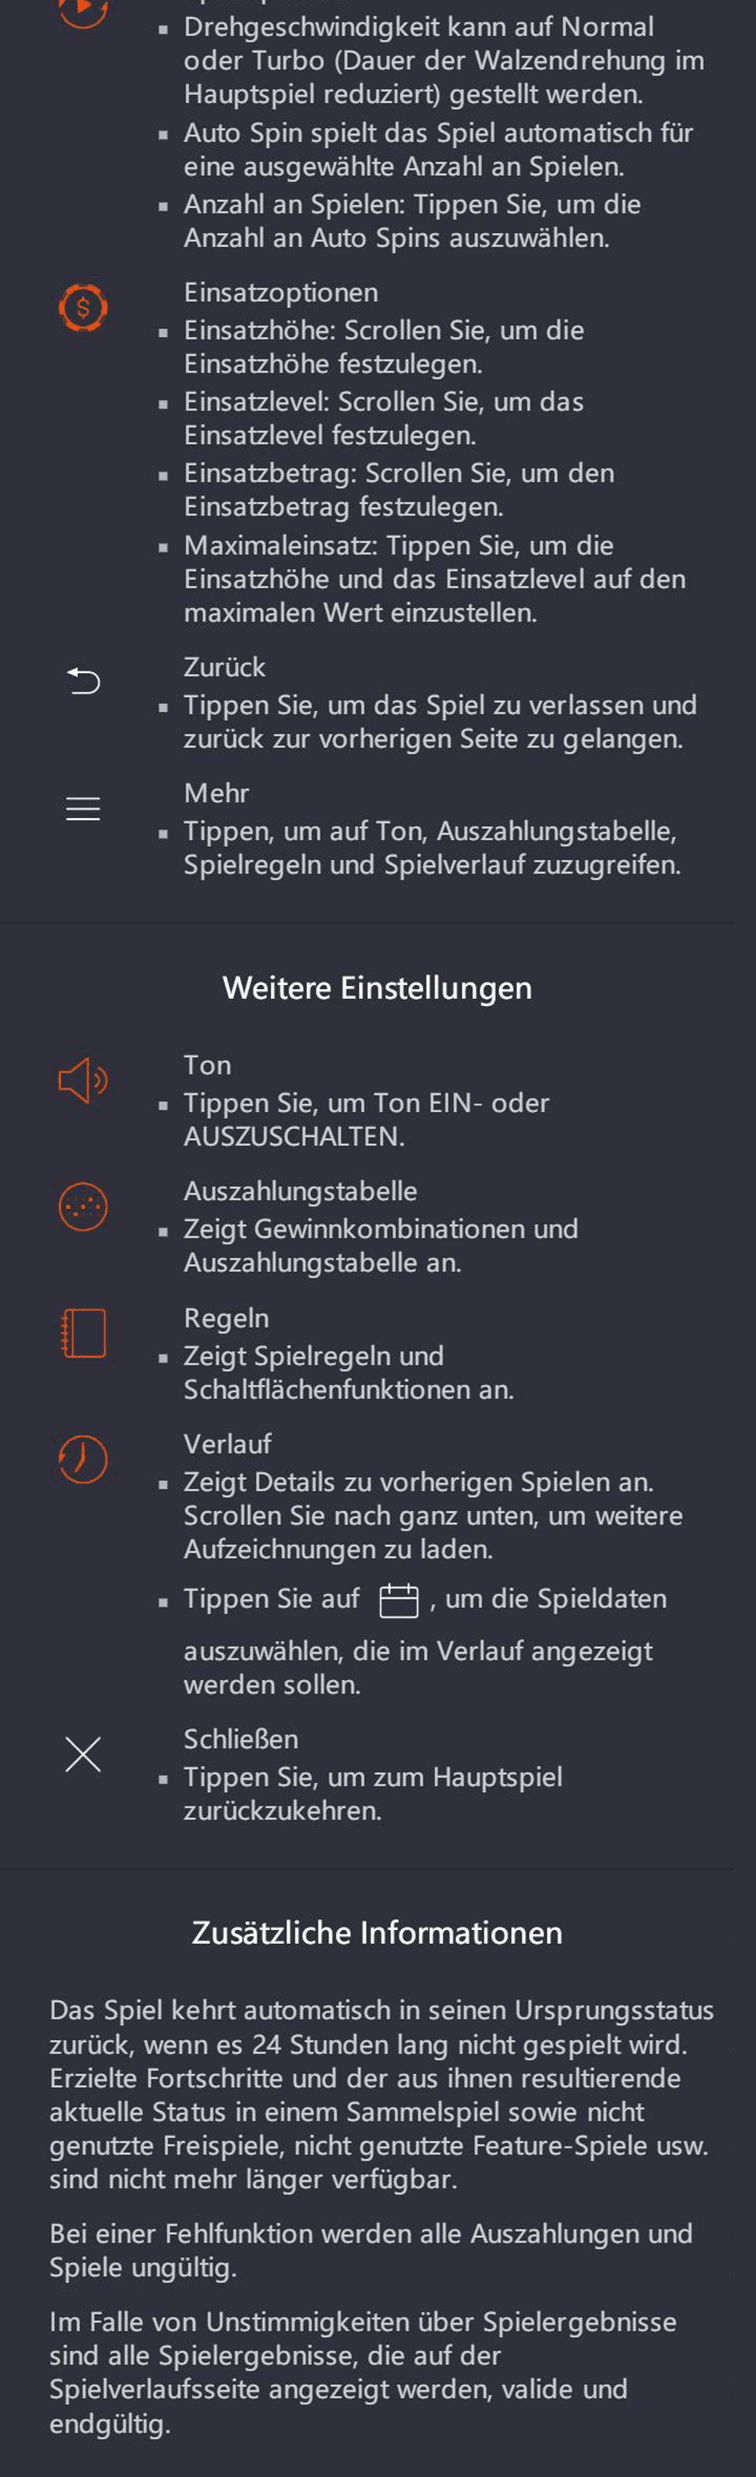 Drehgeschwindigkeit kann auf Normal
oder Turbo (Dauer der Walzendrehung im
Hauptspiel reduziert) gestellt werden.
Auto Spin spielt das Spiel automatisch für
eine ausgewählte Anzahl an Spielen.
Anzahl an Spielen: Tippen Sie, um die
Anzahl an Auto Spins auszuwählen.
$
Einsatzoptionen
Einsatzhöhe: Scrollen Sie, um die
Einsatzhöhe festzulegen.
Einsatzlevel: Scrollen Sie, um das
Einsatzlevel festzulegen.
Einsatzbetrag: Scrollen Sie, um den
Einsatzbetrag festzulegen.
Maximaleinsatz: Tippen Sie, um die
Einsatzhöhe und das Einsatzlevel auf den
maximalen Wert einzustellen.
Zurück
Tippen Sie, um das Spiel zu verlassen und
zurück zur vorherigen Seite zu gelangen.
Mehr
Tippen, um auf Ton, Auszahlungstabelle,
Spielregeln und Spielverlauf zuzugreifen.
Weitere Einstellungen
Ton
Tippen Sie, um Ton EIN- oder
AUSZUSCHALTEN.
Auszahlungstabelle
Zeigt Gewinnkombinationen und
Auszahlungstabelle an.
Regeln
Zeigt Spielregeln und
Schaltflächenfunktionen an.
Verlauf
Zeigt Details zu vorherigen Spielen an.
Scrollen Sie nach ganz unten, um weitere
Aufzeichnungen zu laden.
Tippen Sie auf , um die Spieldaten
auszuwählen, die im Verlauf angezeigt
werden sollen.
Schließen
Tippen Sie, um zum Hauptspiel
zurückzukehren.
Zusätzliche Informationen
Das Spiel kehrt automatisch in seinen Ursprungsstatus
zurück, wenn es 24 Stunden lang nicht gespielt wird.
Erzielte Fortschritte und der aus ihnen resultierende
aktuelle Status in einem Sammelspiel sowie nicht
genutzte Freispiele, nicht genutzte Feature-Spiele usw.
sind nicht mehr länger verfügbar.
Bei einer Fehlfunktion werden alle Auszahlungen und
Spiele ungültig.
Im Falle von Unstimmigkeiten über Spielergebnisse
sind alle Spielergebnisse, die auf der
Spielverlaufsseite angezeigt werden, valide und
endgültig.